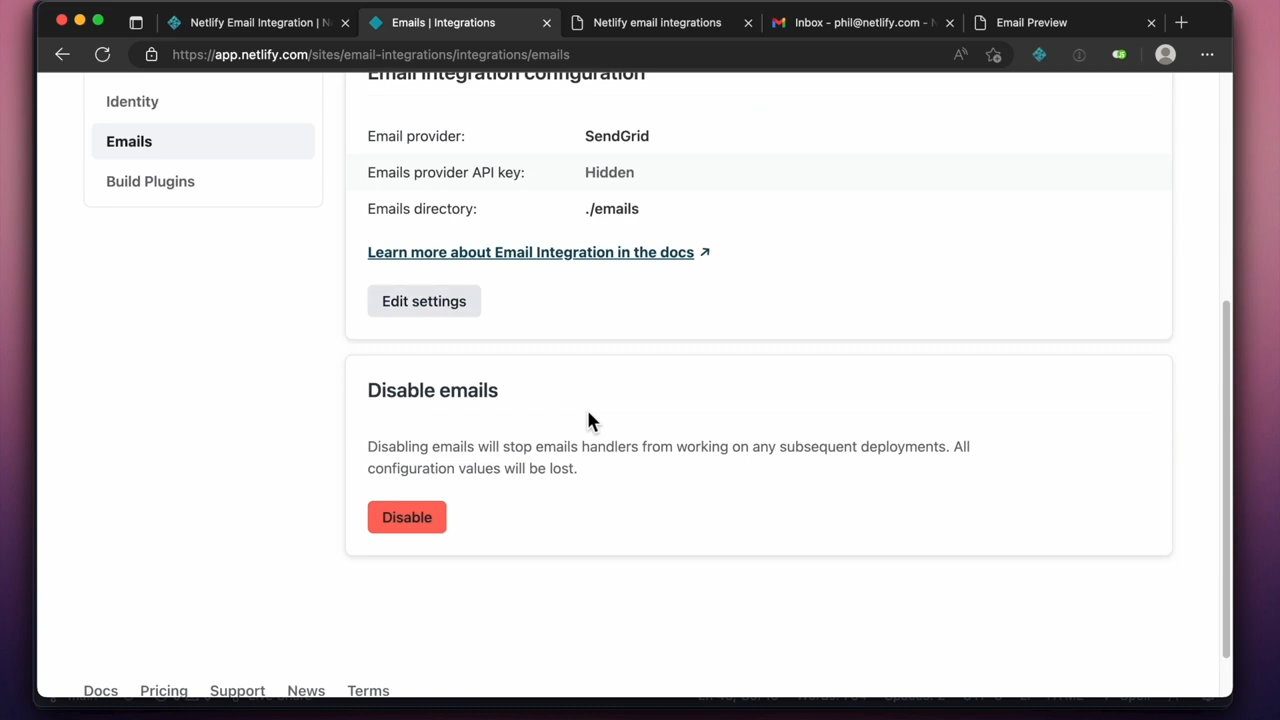 Netlify Email Integration | N
Emails | Integrations
Netlify email integrations
Inbox - phil@netlify.com - N
Email Preview
https://app.netlify.com/sites/email-integrations/integrations/emails
Identity
Emails
Build Plugins
Email integration configuration
Email provider:
SendGrid
Emails provider API key:
Hidden
Emails directory:
./emails
Learn more about Email Integration in the docs ↗
Edit settings
Disable emails
Disabling emails will stop emails handlers from working on any subsequent deployments. All
configuration values will be lost.
Disable
Docs
Pricing
Support
News
Terms